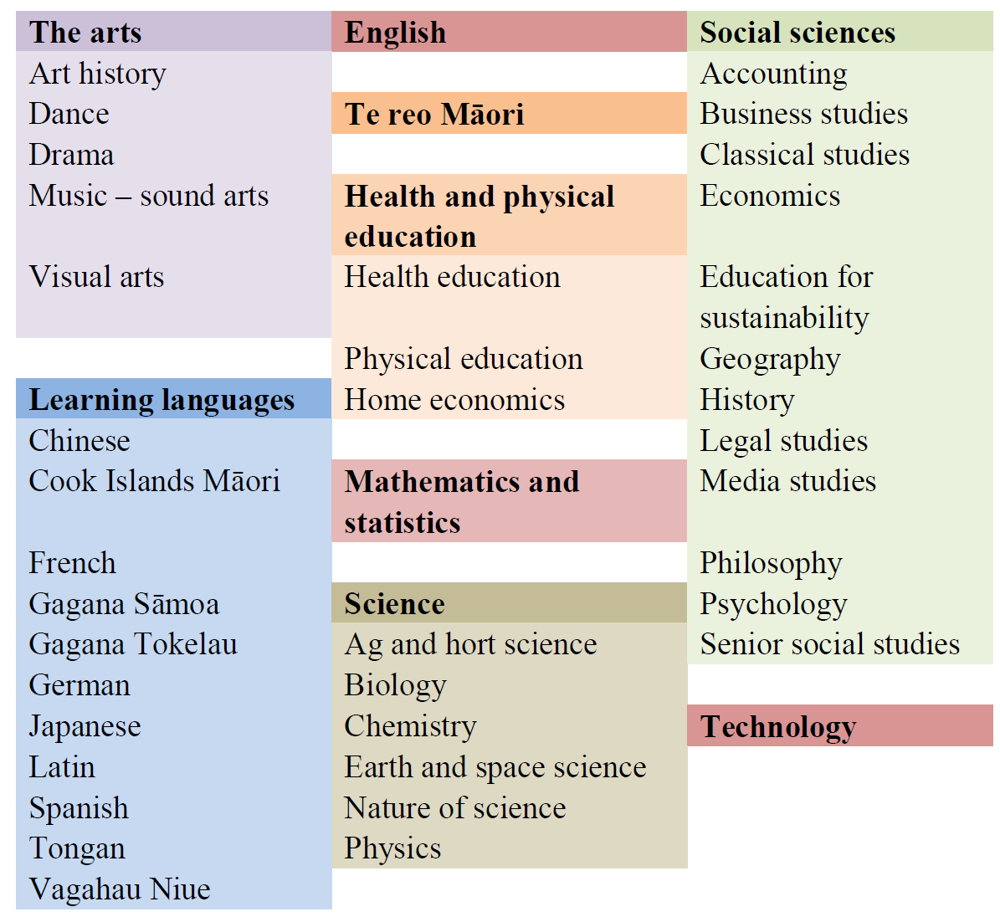 The arts
Art history
Dance
Drama
Music – sound arts
Visual arts
Learning languages
Chinese
Cook Islands Māori
French
Gagana Sāmoa
Gagana Tokelau
German
Japanese
Latin
Spanish
Tongan
Vagahau Niue
English
Te reo Māori
Health and physical
education
Health education
Physical education
Home economics
Mathematics and
statistics
Science
Ag and hort science
Biology
Chemistry
Earth and space science
Nature of science
Physics
Social sciences
Accounting
Business studies
Classical studies
Economics
Education for
sustainability
Geography
History
Legal studies
Media studies
Philosophy
Psychology
Senior social studies
Technology